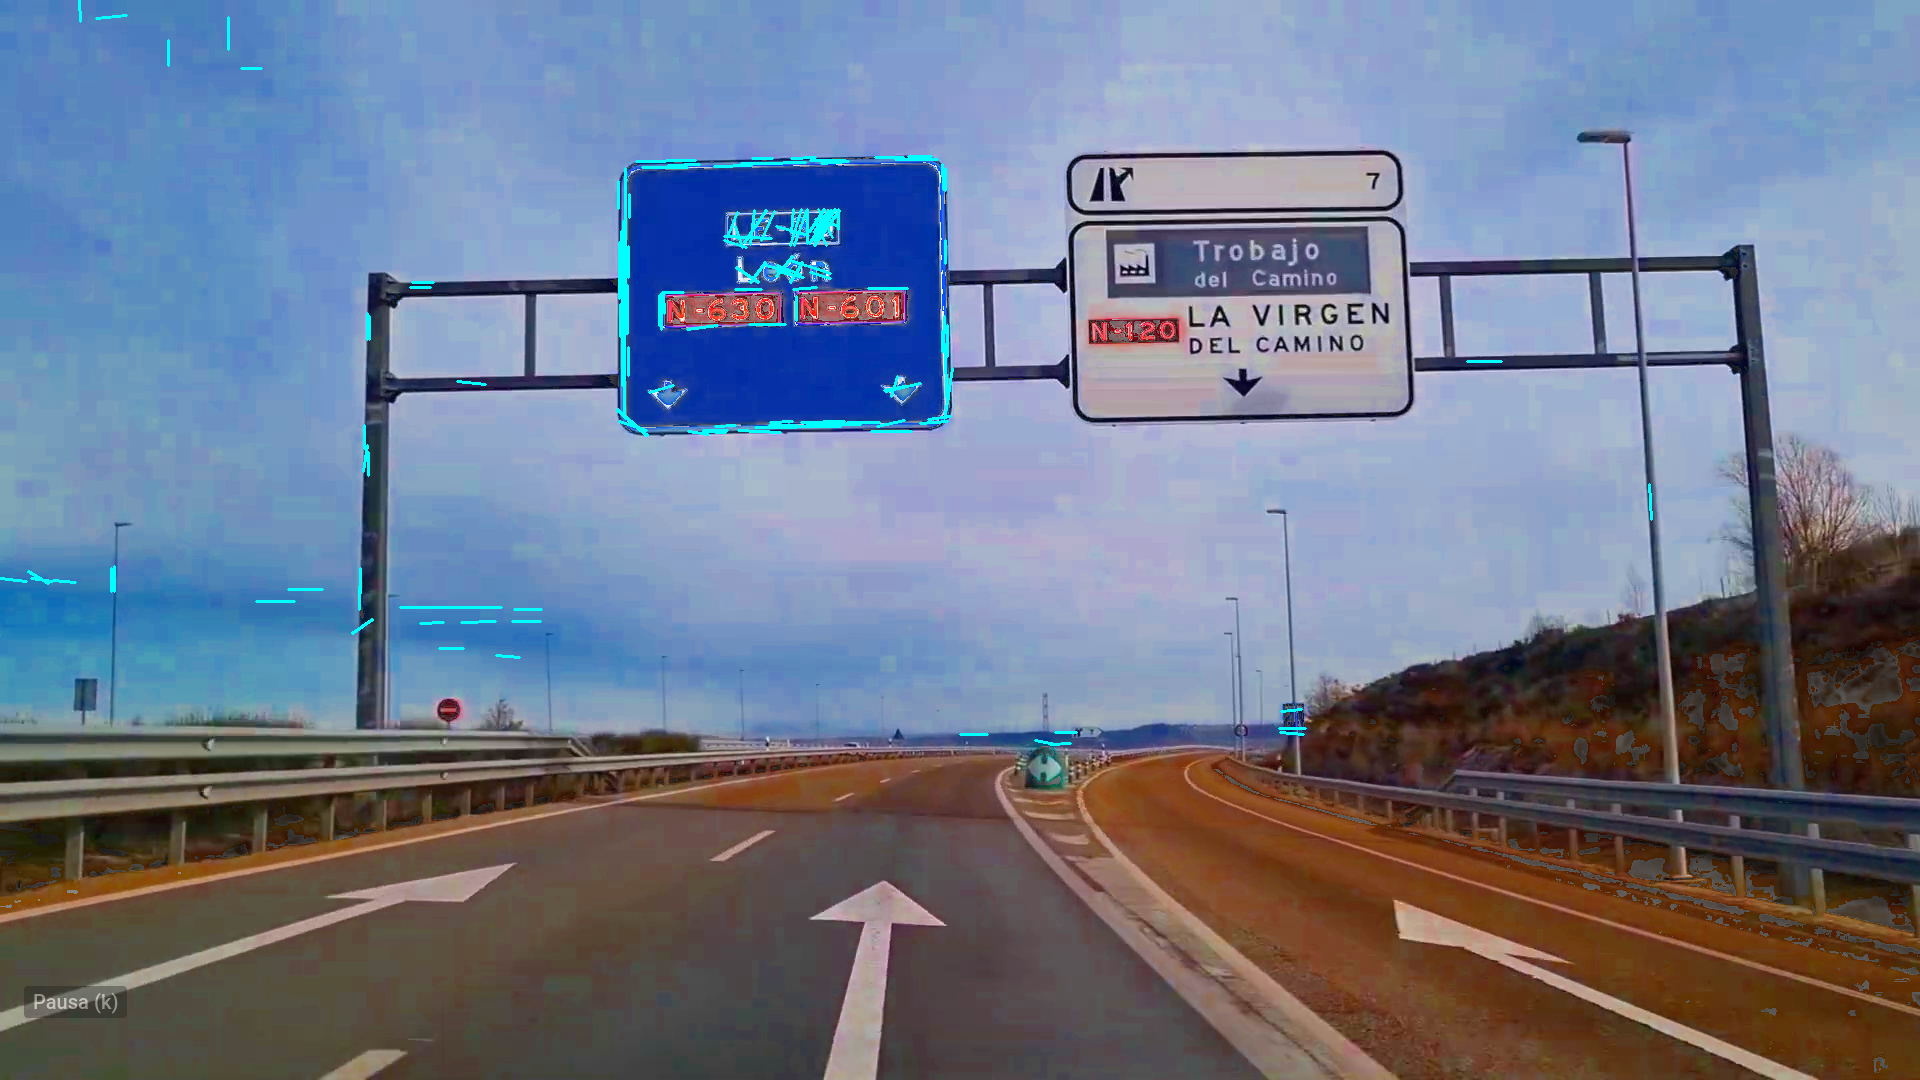 León
N-630 N-601
7
Trobajo
del Camino
N-120 LA VIRGEN
DEL CAMINO
Pausa (k)